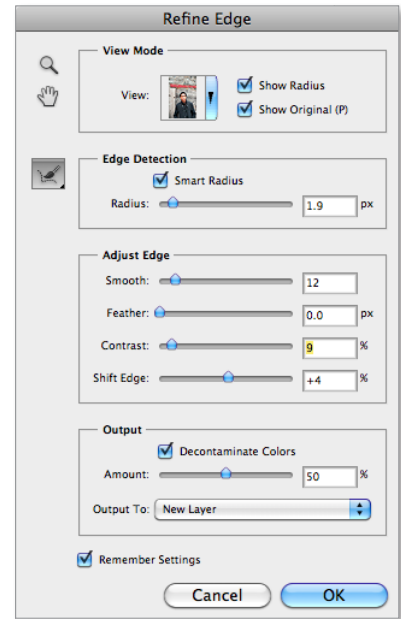 Refine Edge
View Mode
View:
Show Radius
Show Original (P)
Edge Detection
Smart Radius
Radius: 1.9 px
Adjust Edge
Smooth: 12
Feather: 0.0 px
Contrast: 9 %
Shift Edge: +4 %
Output
Decontaminate Colors
Amount: 50 %
Output To: New Layer
Remember Settings
Cancel OK